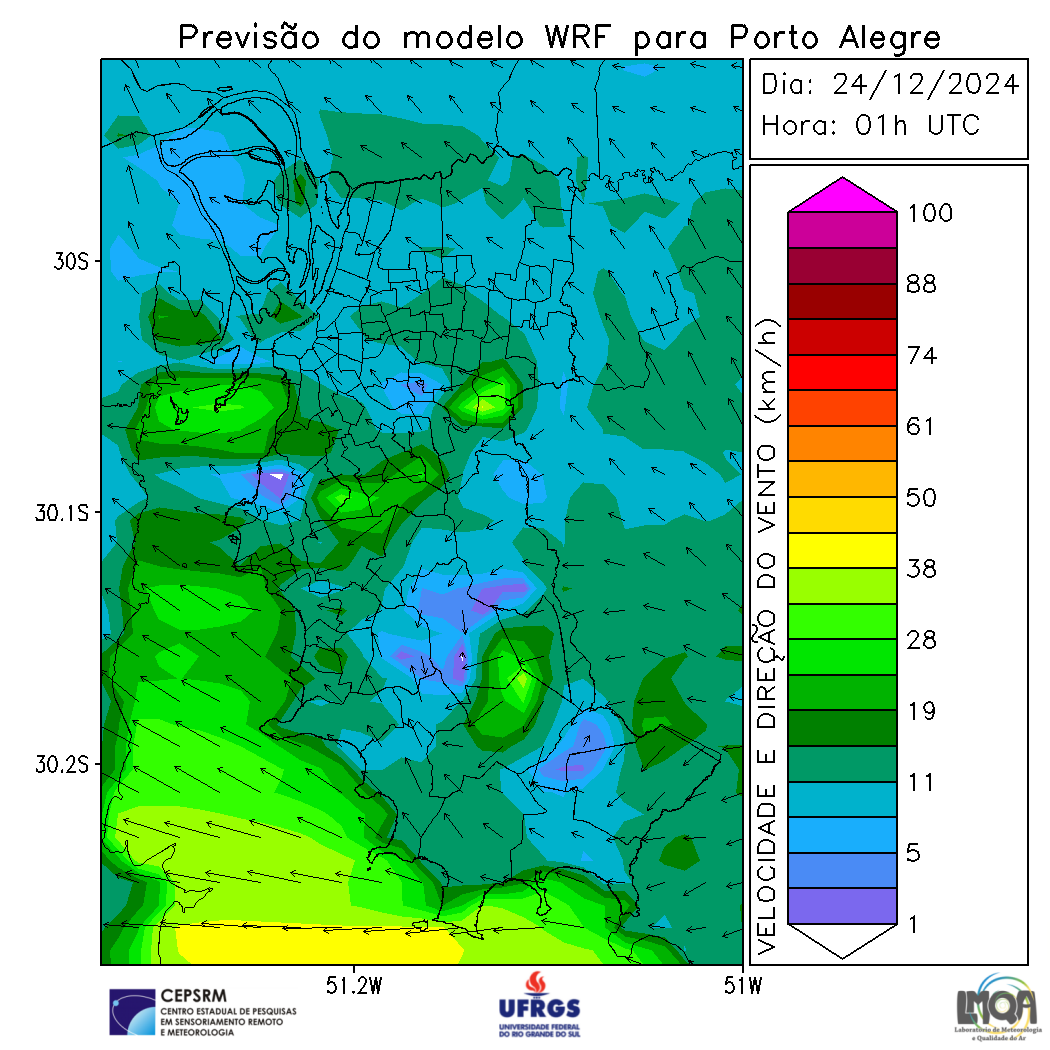 Previsão do modelo WRF para Porto Alegre
Dia: 24/12/2024
Hora: 01h UTC
30S
30.1S
30.2S
51.2W
51W
VELOCIDADE E DIREÇÃO DO VENTO (km/h)
100
88
74
61
50
38
28
19
11
5
1
CEPSRM
CENTRO ESTADUAL DE PESQUISAS
EM SENSORIAMENTO REMOTO
E METEOROLOGIA
UFRGS
UNIVERSIDADE FEDERAL
DO RIO GRANDE DO SUL
LMQA
Laboratório de Meteorologia
e Qualidade do Ar